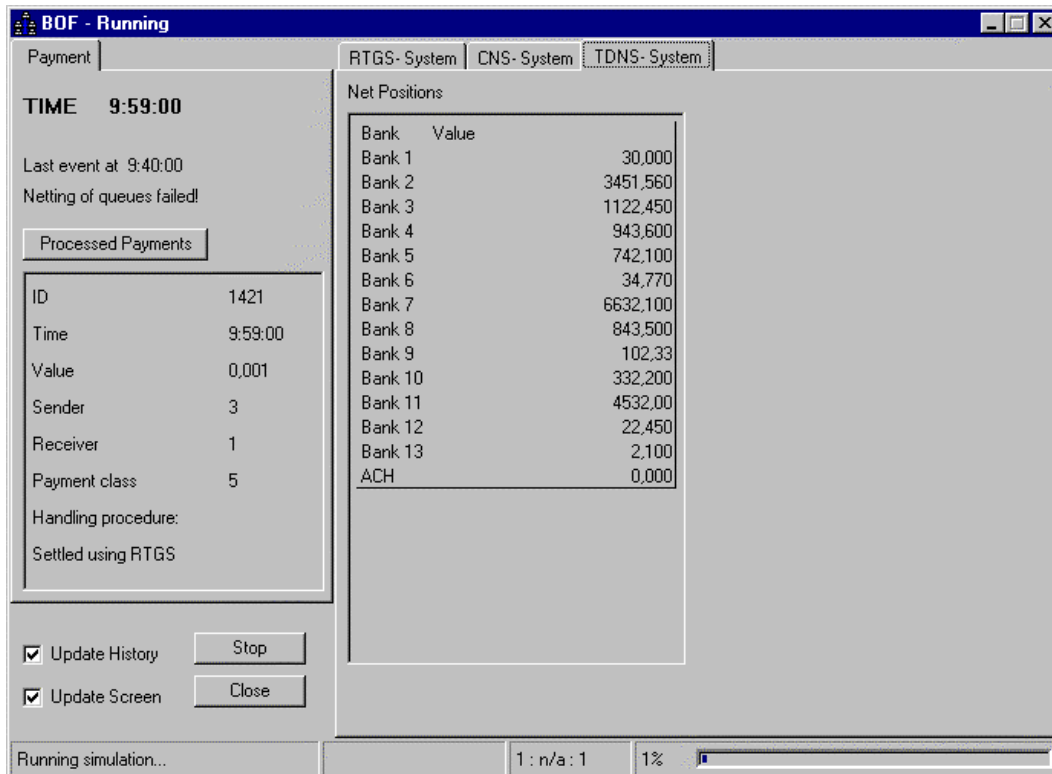 BOF - Running
Payment
TIME 9:59:00
Last event at 9:40:00
Netting of queues failed!
Processed Payments
ID 1421
Time 9:59:00
Value 0,001
Sender 3
Receiver 1
Payment class 5
Handling procedure:
Settled using RTGS
Update History
Stop
Update Screen
Close
RTGS- System CNS- System TDNS- System
Net Positions
Bank Value
Bank 1 30,000
Bank 2 3451,560
Bank 3 1122,450
Bank 4 943,600
Bank 5 742,100
Bank 6 34,770
Bank 7 6632,100
Bank 8 843,500
Bank 9 102,33
Bank 10 332,200
Bank 11 4532,00
Bank 12 22,450
Bank 13 2,100
ACH 0,000
Running simulation... 1 : n/a : 1 1%